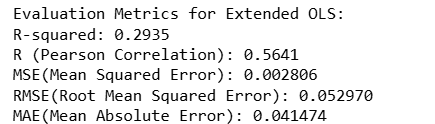 Evaluation Metrics for Extended OLS:
R-squared: 0.2935
R (Pearson Correlation): 0.5641
MSE(Mean Squared Error): 0.002806
RMSE(Root Mean Squared Error): 0.052970
MAE(Mean Absolute Error): 0.041474